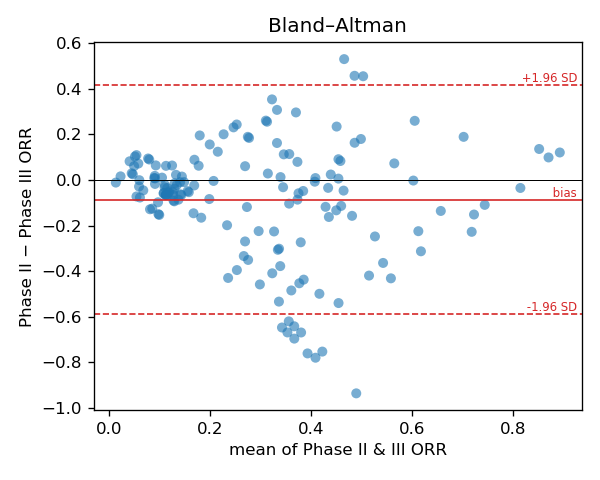 Bland–Altman
Phase II − Phase III ORR
0.6
0.4
0.2
0.0
−0.2
−0.4
−0.6
−0.8
−1.0
+1.96 SD
bias
-1.96 SD
0.0 0.2 0.4 0.6 0.8
mean of Phase II & III ORR